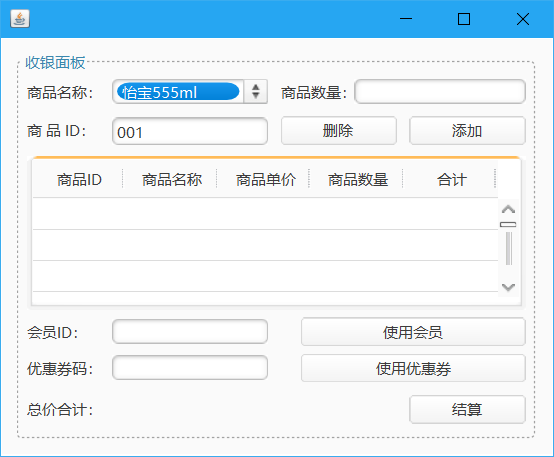 收银面板
商品名称： 怡宝555ml 商品数量：
商 品 ID： 001 删除 添加
商品ID 商品名称 商品单价 商品数量 合计
会员ID： 使用会员
优惠券码： 使用优惠券
总价合计： 结算